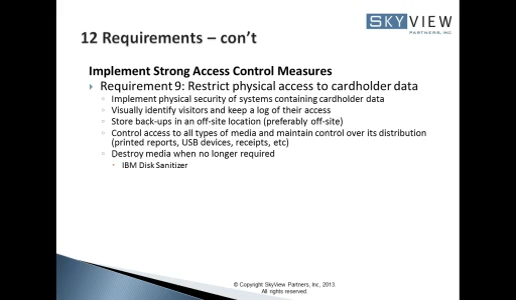 SKYVIEW
PARTNERS, INC
12 Requirements – con't
Implement Strong Access Control Measures
Requirement 9: Restrict physical access to cardholder data
Implement physical security of systems containing cardholder data
Visually identify visitors and keep a log of their access
Store back-ups in an off-site location (preferably off-site)
Control access to all types of media and maintain control over its distribution
(printed reports, USB devices, receipts, etc)
Destroy media when no longer required
IBM Disk Sanitizer
© Copyright SkyView Partners, Inc, 2013.
All rights reserved.